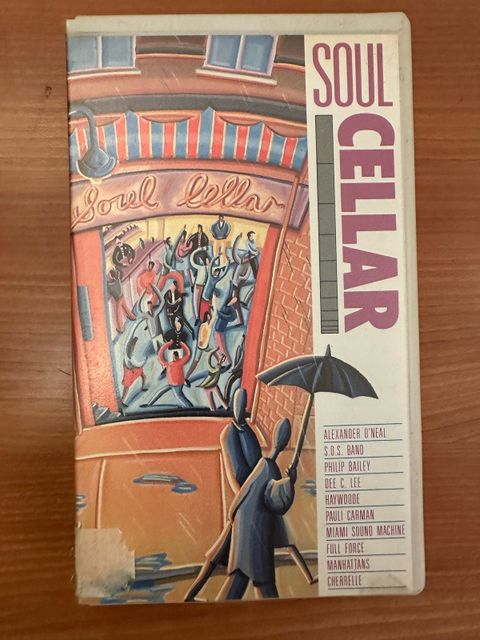 SOUL
CELLAR
Soul Cellar
ALEXANDER O'NEAL
S.O.S. BAND
PHILIP BAILEY
DEE C. LEE
HAYWOODE
PAULI CARMAN
MIAMI SOUND MACHINE
FULL FORCE
MANHATTANS
CHERRELLE